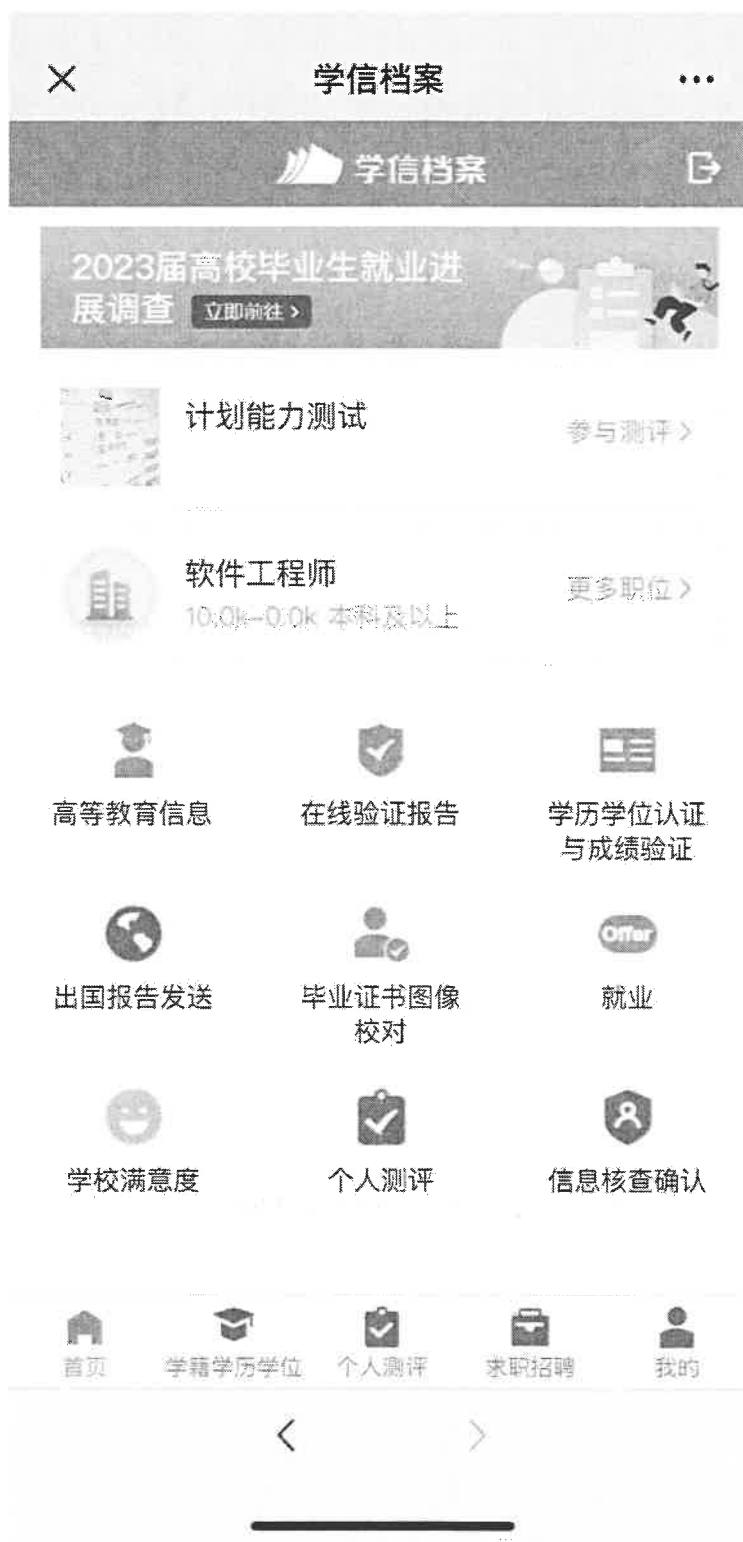 学信档案
学信档案
2023届高校毕业生就业进
展调查 立即前往 >
计划能力测试
参与测评 >
软件工程师
10.0k-0.0k 本科及以上
更多职位 >
高等教育信息 在线验证报告 学历学位认证
与成绩验证
出国报告发送 毕业证书图像 就业
校对
Offer
学校满意度 个人测评 信息核查确认
首页 学籍学历学位 个人测评 求职招聘 我的